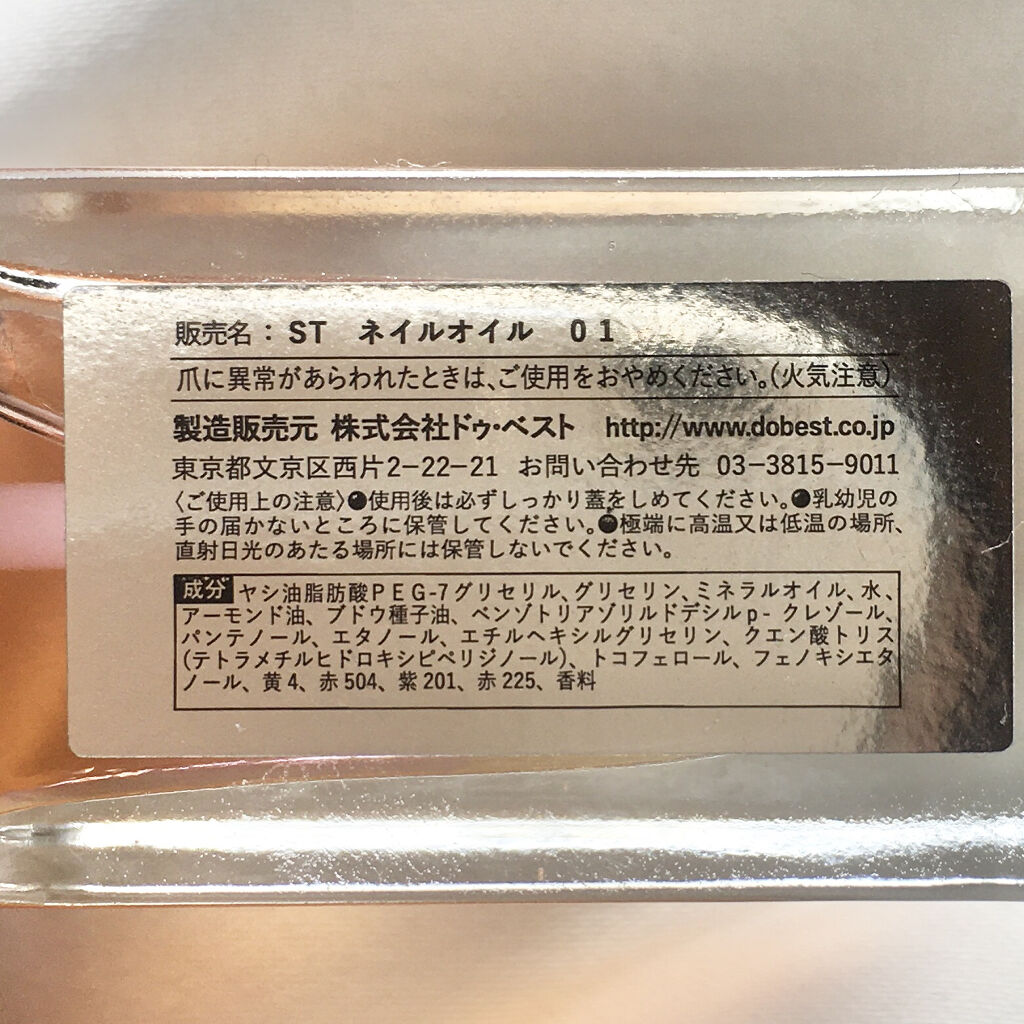 販売名：ST　ネイルオイル　01
爪に異常があらわれたときは、ご使用をおやめください。（火気注意）
製造販売元 株式会社ドゥ・ベスト　http://www.dobest.co.jp
東京都文京区西片2−22−21　お問い合わせ先　03−3815−9011
〈ご使用上の注意〉●使用後は必ずしっかり蓋をしめてください。●乳幼児の
手の届かないところに保管してください。●極端に高温又は低温の場所、
直射日光のあたる場所には保管しないでください。
成分 ヤシ油脂肪酸PEG-7グリセリル、グリセリン、ミネラルオイル、水、
アーモンド油、ブドウ種子油、ベンゾトリアゾリルドデシルp-クレゾール、
パンテノール、エタノール、エチルヘキシルグリセリン、クエン酸トリス
(テトラメチルヒドロキシピペリジノール)、トコフェロール、フェノキシエタ
ノール、黄4、赤504、紫201、赤225、香料